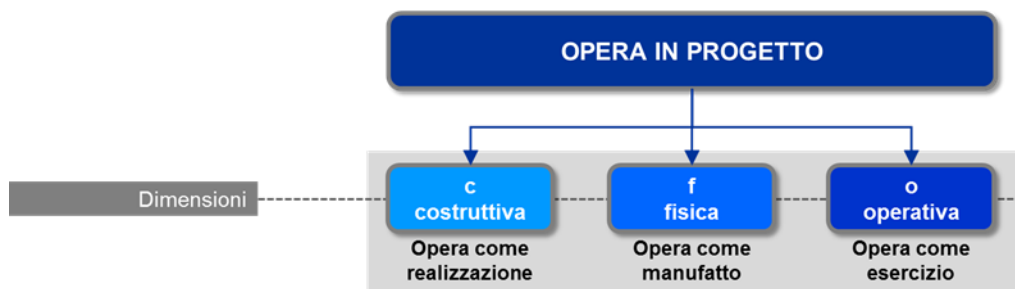 OPERA IN PROGETTO
Dimensioni
c
costruttiva
f
fisica
o
operativa
Opera come
realizzazione
Opera come
manufatto
Opera come
esercizio